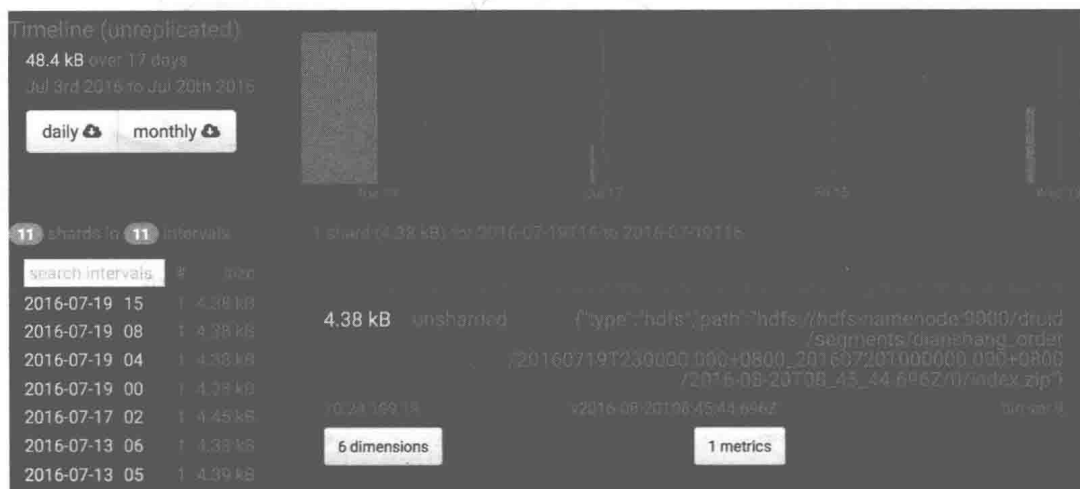 Timeline (unreplicated)
48.4 kB over 17 days
Jul 3rd 2016 to Jul 20th 2016
daily monthly
11 shards in 11 intervals
1 shard (4.38 kB) for 2016-07-19T15 to 2016-07-19T16
search intervals # size
2016-07-19 15 1 4.38 kB
2016-07-19 08 1 4.38 kB
2016-07-19 04 1 4.38 kB
2016-07-19 00 1
2016-07-17 02 1 4.45 kB
2016-07-13 06 1 4.38 kB
2016-07-13 05 1 4.39 kB
4.38 kB unsharded
{"type":"hdfs","path":"hdfs://hdfs-namenode:9000/druid
/segments/dianshang_order
/20160719T230000.000+0800_20160720T000000.000+0800
/2016-08-20T08_45_44.696Z/0/index.zip"}
v2016-08-20T08:45:44.696Z
6 dimensions 1 metrics